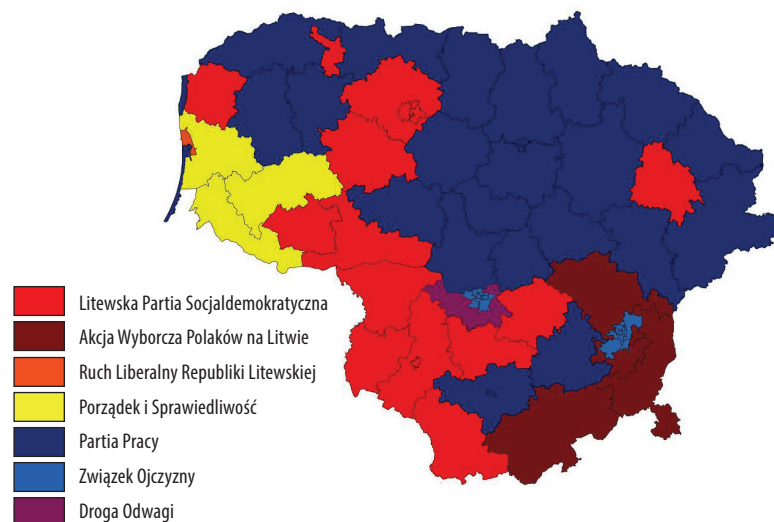 Litewska Partia Socjaldemokratyczna
Akcja Wyborcza Polaków na Litwie
Ruch Liberalny Republiki Litewskiej
Porządek i Sprawiedliwość
Partia Pracy
Związek Ojczyzny
Droga Odwagi